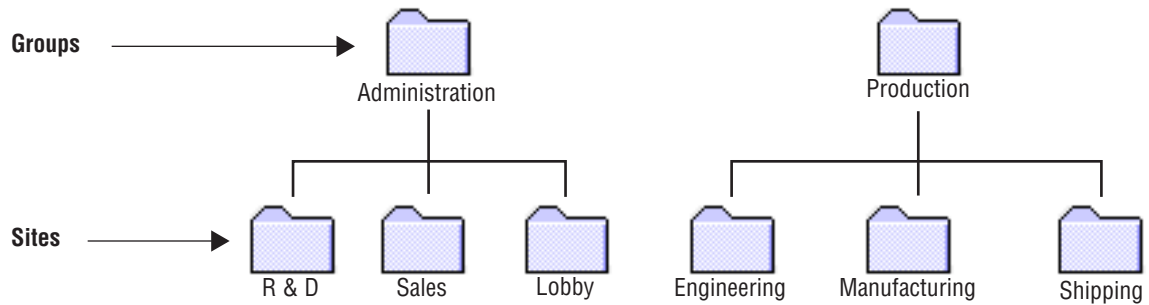 Groups
Administration
Production
Sites
R & D
Sales
Lobby
Engineering
Manufacturing
Shipping